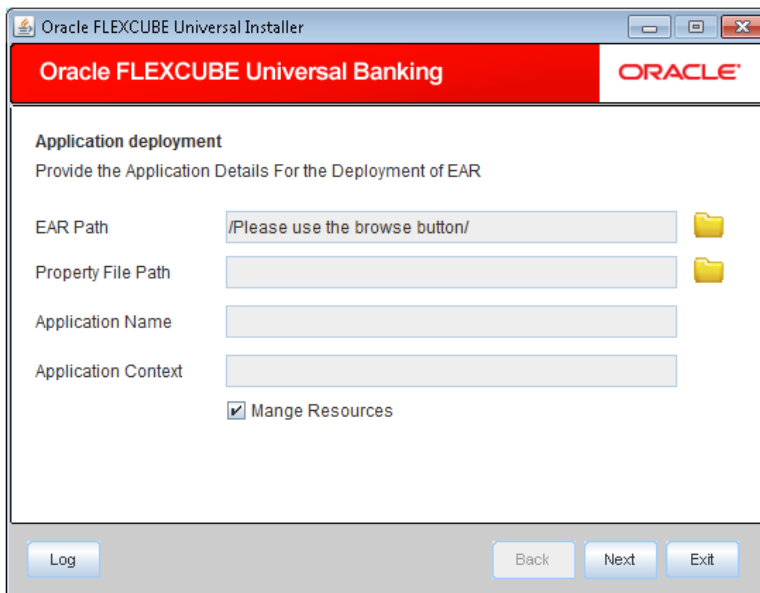 Oracle FLEXCUBE Universal Installer
Oracle FLEXCUBE Universal Banking
ORACLE
Application deployment
Provide the Application Details For the Deployment of EAR
EAR Path /Please use the browse button/
Property File Path
Application Name
Application Context
Mange Resources
Log Back Next Exit